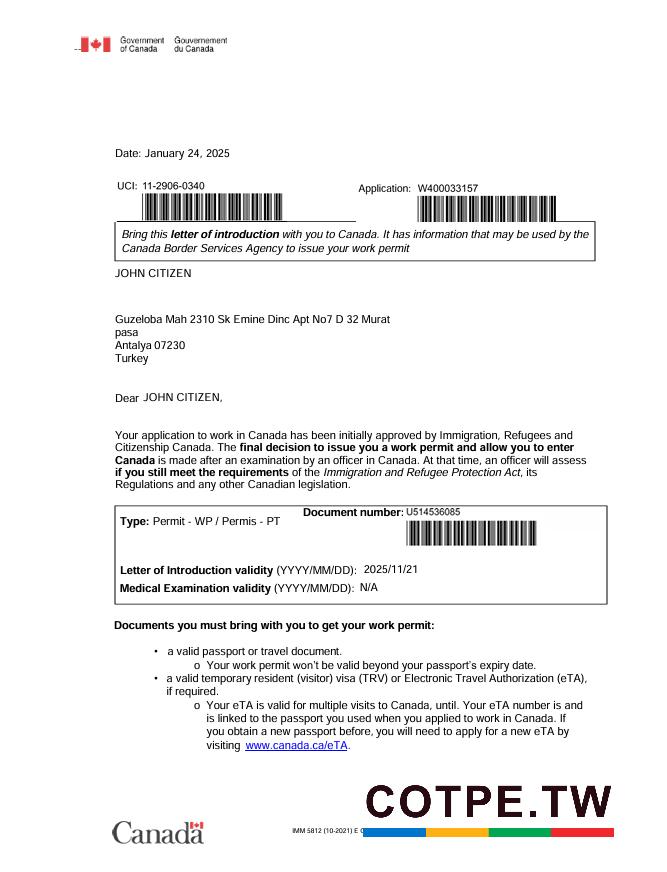 Government Gouvernement
of Canada du Canada
Date: January 24, 2025
UCI: 11-2906-0340
Application: W400033157
Bring this letter of introduction with you to Canada. It has information that may be used by the
Canada Border Services Agency to issue your work permit
JOHN CITIZEN
Guzeloba Mah 2310 Sk Emine Dinc Apt No7 D 32 Murat
pasa
Antalya 07230
Turkey
Dear JOHN CITIZEN,
Your application to work in Canada has been initially approved by Immigration, Refugees and
Citizenship Canada. The final decision to issue you a work permit and allow you to enter
Canada is made after an examination by an officer in Canada. At that time, an officer will assess
if you still meet the requirements of the Immigration and Refugee Protection Act, its
Regulations and any other Canadian legislation.
Document number: U514536085
Type: Permit - WP / Permis - PT
Letter of Introduction validity (YYYY/MM/DD): 2025/11/21
Medical Examination validity (YYYY/MM/DD): N/A
Documents you must bring with you to get your work permit:
• a valid passport or travel document.
o Your work permit won't be valid beyond your passport's expiry date.
• a valid temporary resident (visitor) visa (TRV) or Electronic Travel Authorization (eTA),
if required.
o Your eTA is valid for multiple visits to Canada, until. Your eTA number is and
is linked to the passport you used when you applied to work in Canada. If
you obtain a new passport before, you will need to apply for a new eTA by
visiting www.canada.ca/eTA.
COTPE.TW
Canada
IMM 5812 (10-2021) E